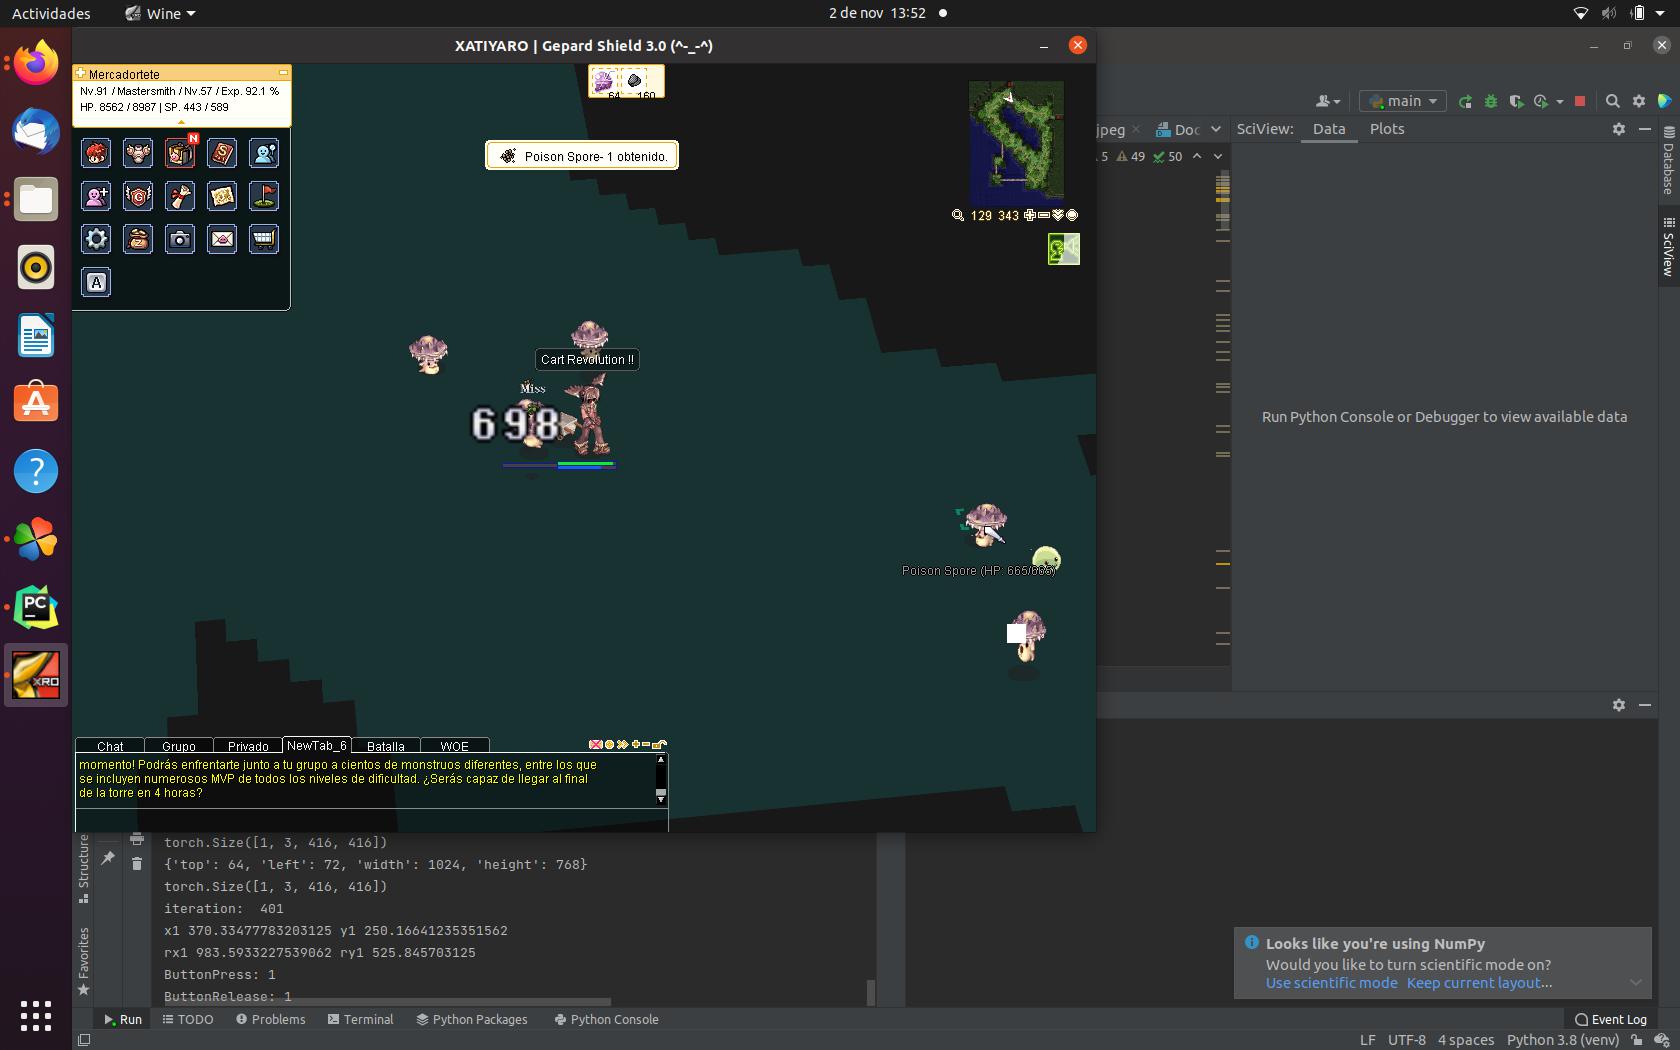 Actividades
Wine
2 de nov 13:52
XATIYARO | Gepard Shield 3.0 (^-_-^)
Mercadortete
Nv.91 / Mastersmith / Nv.57 / Exp. 92.1 %
HP. 8562 / 8987 | SP. 443 / 589
N
A
64 160
Poison Spore- 1 obtenido.
129 343
Cart Revolution !!
Miss
698
Poison Spore (HP: 665/665)
Chat Grupo Privado NewTab_6 Batalla WOE
momento! Podrás enfrentarte junto a tu grupo a cientos de monstruos diferentes, entre los que
se incluyen numerosos MVP de todos los niveles de dificultad. ¿Serás capaz de llegar al final
de la torre en 4 horas?
main
jpeg
Doc
SciView: Data Plots
5 49 50
Database
SciView
Run Python Console or Debugger to view available data
PC
XRO
Structure
Favorites
torch.Size([1, 3, 416, 416])
{'top': 64, 'left': 72, 'width': 1024, 'height': 768}
torch.Size([1, 3, 416, 416])
iteration: 401
x1 370.33477783203125 y1 250.16641235351562
rx1 983.5933227539062 ry1 525.845703125
ButtonPress: 1
ButtonRelease: 1
Looks like you're using NumPy
Would you like to turn scientific mode on?
Use scientific mode Keep current layout...
Run TODO Problems Terminal Python Packages Python Console
Event Log
LF UTF-8 4 spaces Python 3.8 (venv)